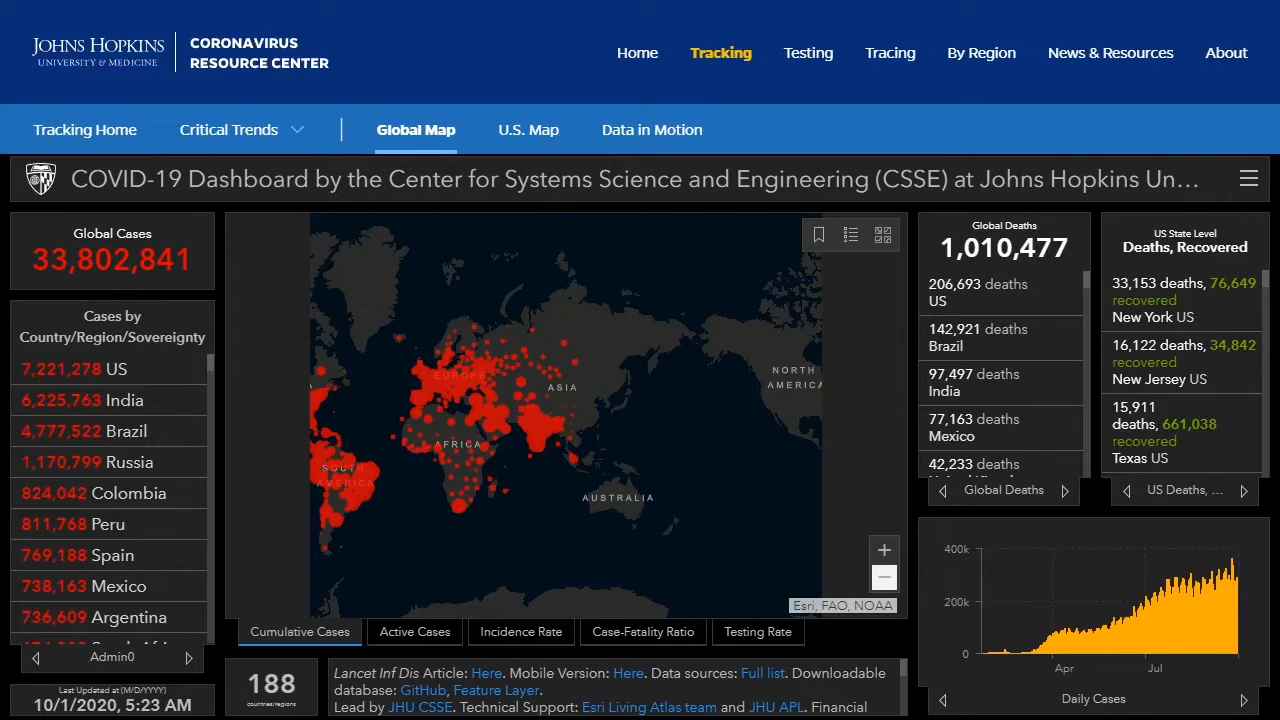 JOHNS HOPKINS
UNIVERSITY & MEDICINE
CORONAVIRUS
RESOURCE CENTER
Home
Tracking
Testing
Tracing
By Region
News & Resources
About
Tracking Home
Critical Trends
Global Map
U.S. Map
Data in Motion
COVID-19 Dashboard by the Center for Systems Science and Engineering (CSSE) at Johns Hopkins Un...
Global Cases
33,802,841
Cases by
Country/Region/Sovereignty
7,221,278 US
6,225,763 India
4,777,522 Brazil
1,170,799 Russia
824,042 Colombia
811,768 Peru
769,188 Spain
738,163 Mexico
736,609 Argentina
Admin0
Last Updated at (M/D/YYYY)
10/1/2020, 5:23 AM
EUROPE
ASIA
NORTH
AMERICA
AFRICA
SOUTH
AMERICA
AUSTRALIA
+
−
Esri, FAO, NOAA
Cumulative Cases
Active Cases
Incidence Rate
Case-Fatality Ratio
Testing Rate
188
countries/regions
Lancet Inf Dis Article: Here. Mobile Version: Here. Data sources: Full list. Downloadable
database: GitHub, Feature Layer.
Lead by JHU CSSE. Technical Support: Esri Living Atlas team and JHU APL. Financial
Global Deaths
1,010,477
206,693 deaths
US
142,921 deaths
Brazil
97,497 deaths
India
77,163 deaths
Mexico
42,233 deaths
Global Deaths
US State Level
Deaths, Recovered
33,153 deaths, 76,649
recovered
New York US
16,122 deaths, 34,842
recovered
New Jersey US
15,911
deaths, 661,038
recovered
Texas US
US Deaths, ...
400k
200k
0
Apr
Jul
Daily Cases